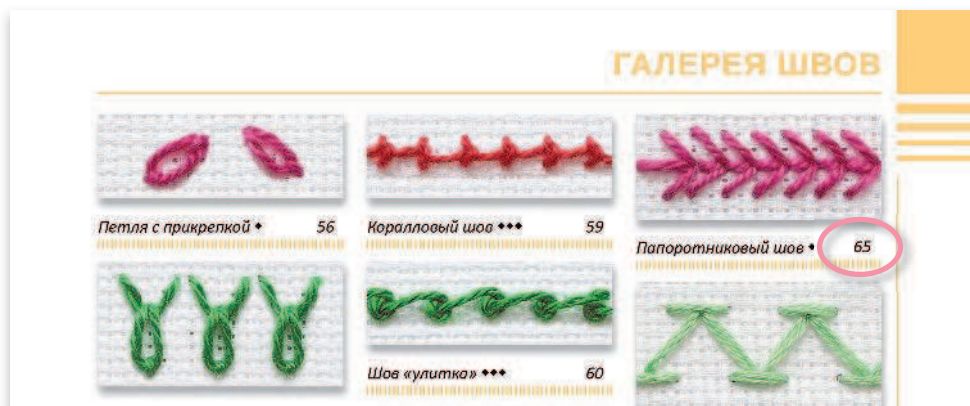 ГАЛЕРЕЯ ШВОВ
Петля с прикрепкой ◆ 56
Коралловый шов ◆◆◆ 59
Папоротниковый шов ◆ 65
Шов «улитка» ◆◆◆ 60